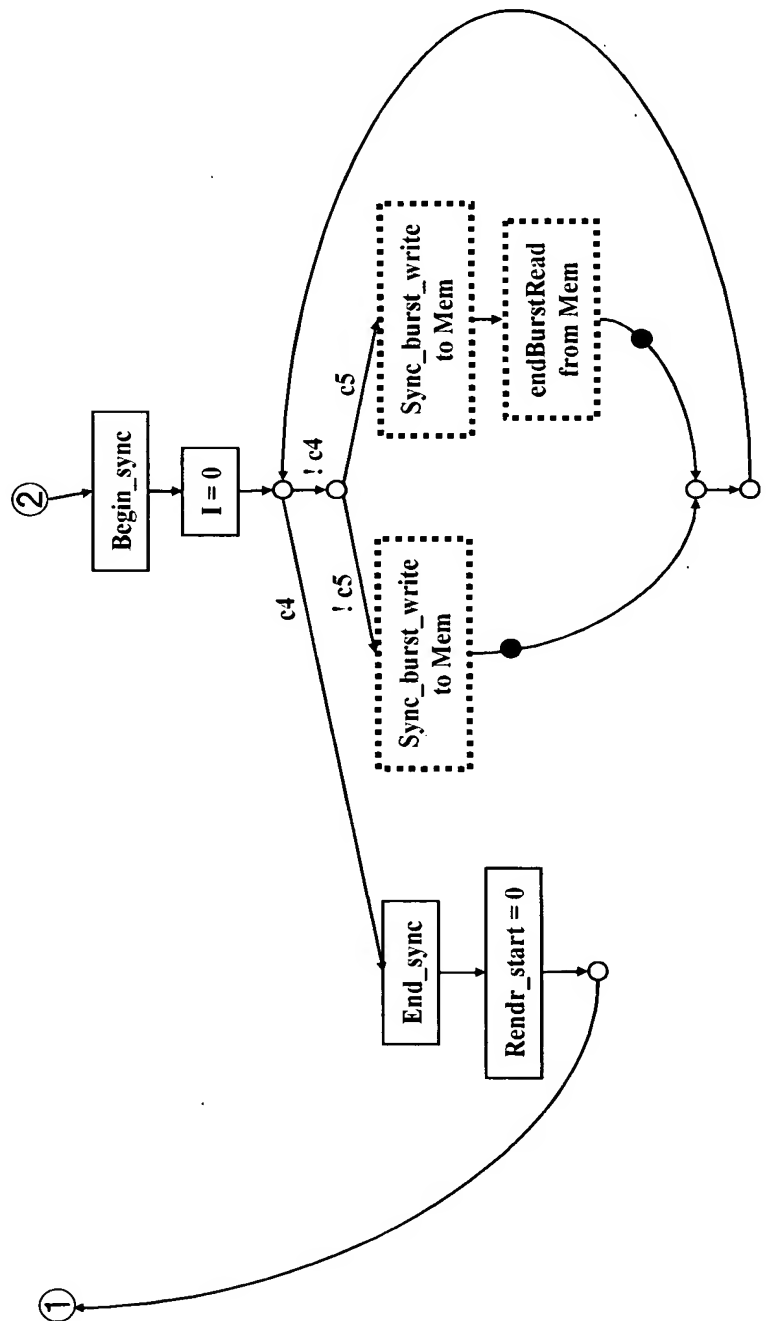 ②
Begin_sync
I = 0
c4
! c4
! c5
c5
Sync_burst_write
to Mem
Sync_burst_write
to Mem
endBurstRead
from Mem
End_sync
Rendr_start = 0
①